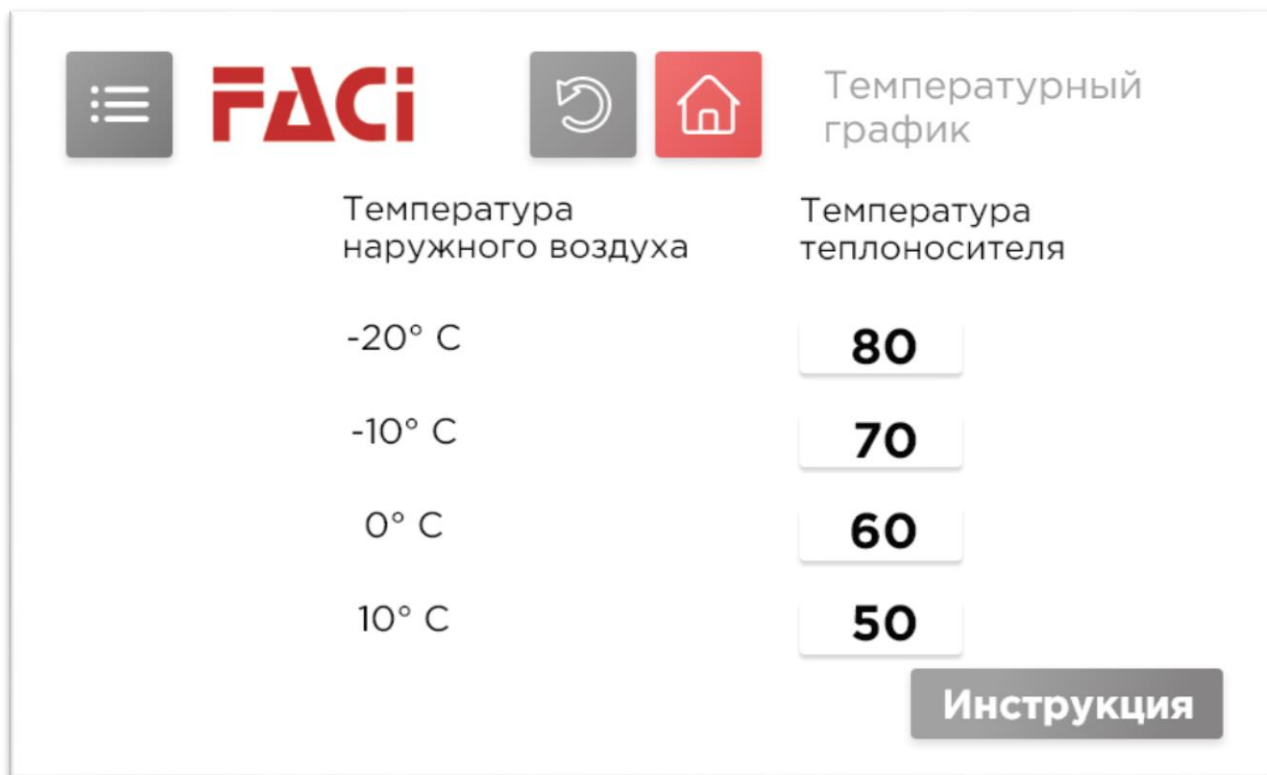 FACi
Температурный
график
Температура
наружного воздуха
Температура
теплоносителя
-20° C
80
-10° C
70
0° C
60
10° C
50
Инструкция